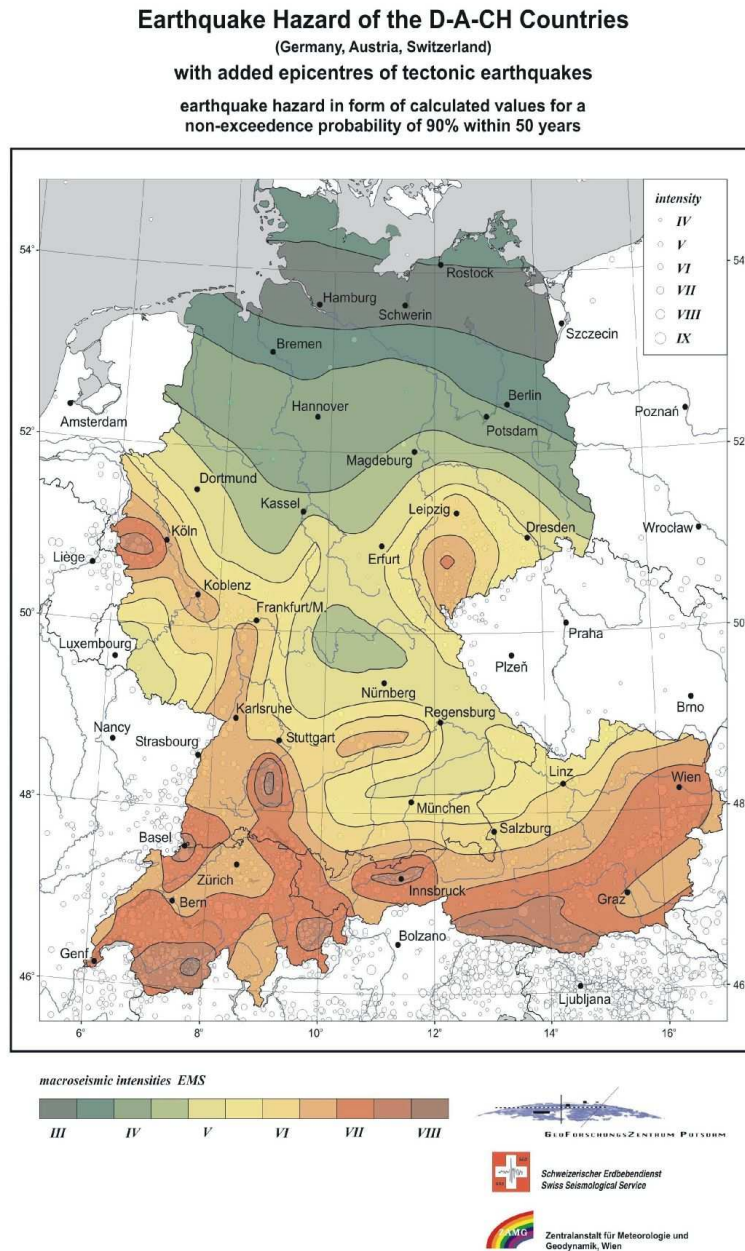 Earthquake Hazard of the D-A-CH Countries
(Germany, Austria, Switzerland)
with added epicentres of tectonic earthquakes
earthquake hazard in form of calculated values for a
non-exceedence probability of 90% within 50 years
intensity
IV
V
VI
VII
VIII
IX
54°
54°
Rostock
Hamburg
Schwerin
Szczecin
Bremen
Amsterdam
Hannover
Berlin
Potsdam
Poznań
52°
52°
Magdeburg
Dortmund
Kassel
Leipzig
Dresden
Wrocław
Köln
Liège
Erfurt
Koblenz
Frankfurt/M.
50°
50°
Praha
Luxembourg
Plzeň
Nürnberg
Brno
Nancy
Karlsruhe
Regensburg
Strasbourg
Stuttgart
48°
48°
Linz
Wien
München
Salzburg
Basel
Zürich
Innsbruck
Bern
Graz
Genf
Bolzano
46°
46°
Ljubljana
6°
8°
10°
12°
14°
16°
macroseismic intensities EMS
III IV V VI VII VIII
GeoForschungsZentrum Potsdam
Schweizerischer Erdbebendienst
Swiss Seismological Service
ZAMG
Zentralanstalt für Meteorologie und
Geodynamik, Wien